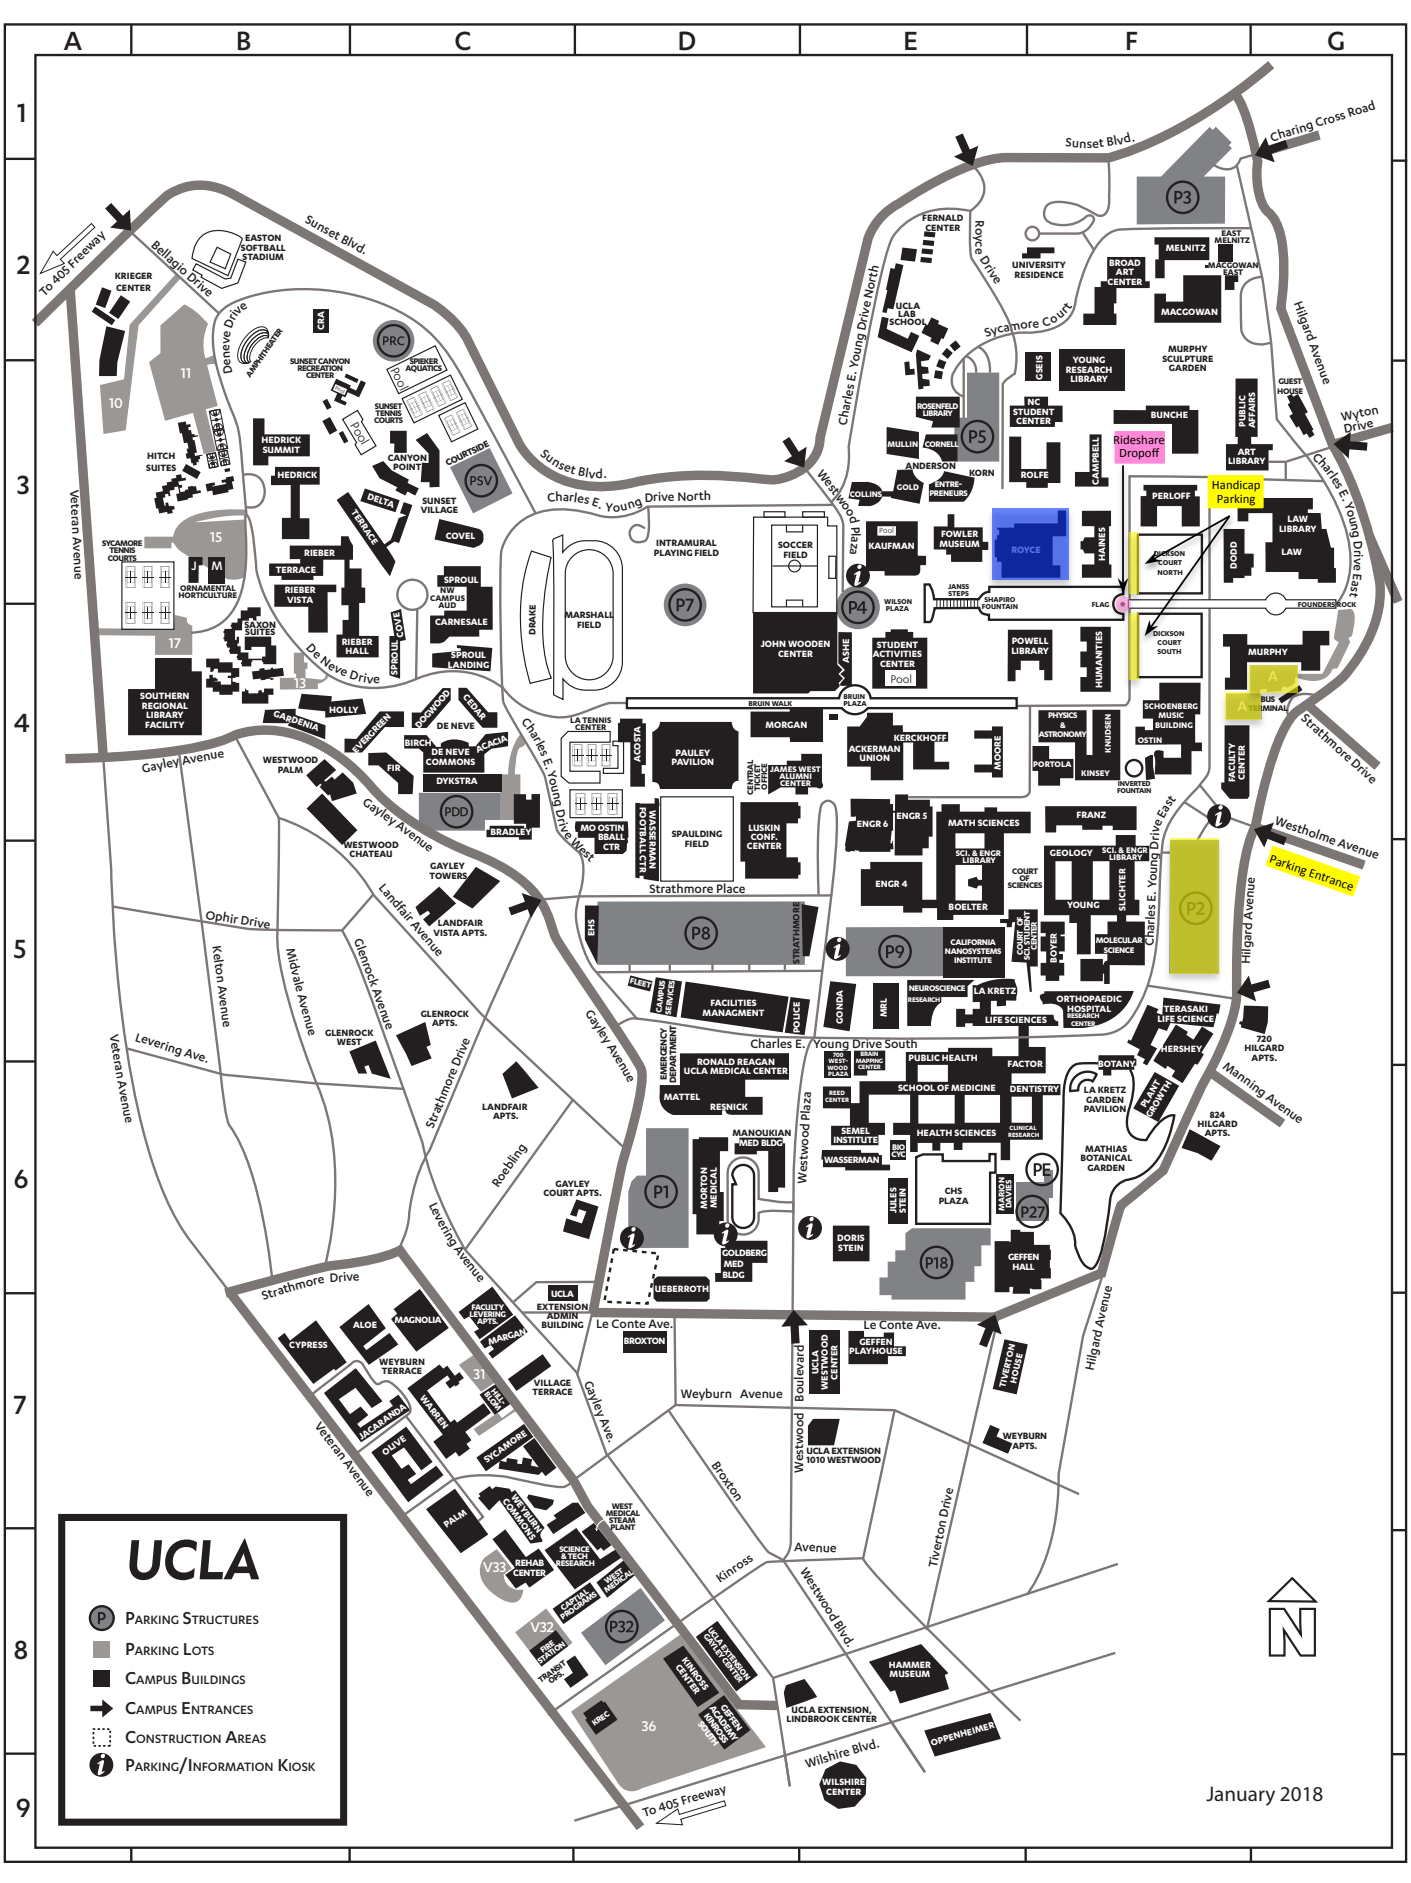 A B C D E F G
1
2
3
4
5
6
7
8
9
Sunset Blvd.
Charing Cross Road
P3
FERNALD
CENTER
Royce Drive
UNIVERSITY
RESIDENCE
MELNITZ
EAST
MELNITZ
BROAD
ART
CENTER
MACGOWAN
EAST
MACGOWAN
Sunset Blvd.
EASTON
SOFTBALL
STADIUM
To 405 Freeway
Bellagio Drive
KRIEGER
CENTER
Deneve Drive
AMPHITHEATER
CRA
PRC
SPIEKER
AQUATICS
Pool
SUNSET CANYON
RECREATION
CENTER
SUNSET
TENNIS
COURTS
Pool
11
10
UCLA
LAB
SCHOOL
Charles E. Young Drive North
Sycamore Court
MURPHY
SCULPTURE
GARDEN
Hilgard Avenue
GSEIS
YOUNG
RESEARCH
LIBRARY
ROSENFELD
LIBRARY
P5
NC
STUDENT
CENTER
BUNCHE
PUBLIC
AFFAIRS
GUEST
HOUSE
Wyton
Drive
MULLIN
CORNELL
ANDERSON
KORN
COLLINS
GOLD
ENTRE-
PRENEURS
ROLFE
CAMPBELL
Rideshare
Dropoff
ART
LIBRARY
HEDRICK
SUMMIT
HITCH
SUITES
HEDRICK
CANYON
POINT
COURTSIDE
PSV
DELTA
TERRACE
SUNSET
VILLAGE
COVEL
Sunset Blvd.
Charles E. Young Drive North
Westwood Plaza
PERLOFF
Handicap
Parking
LAW
LIBRARY
LAW
DODD
Charles E. Young Drive East
Veteran Avenue
SYCAMORE
TENNIS
COURTS
15
J M
ORNAMENTAL
HORTICULTURE
RIEBER
TERRACE
RIEBER
VISTA
INTRAMURAL
PLAYING FIELD
SOCCER
FIELD
Pool
KAUFMAN
FOWLER
MUSEUM
ROYCE
HAINES
DICKSON
COURT
NORTH
SPROUL
NW
CAMPUS
AUD
CARNESALE
DRAKE
MARSHALL
FIELD
P7
P4
WILSON
PLAZA
JANSS
STEPS
SHAPIRO
FOUNTAIN
FLAG
FOUNDERS ROCK
17
SAXON
SUITES
RIEBER
HALL
SPROUL COVE
SPROUL
LANDING
JOHN WOODEN
CENTER
ASHE
STUDENT
ACTIVITIES
CENTER
Pool
POWELL
LIBRARY
HUMANITIES
DICKSON
COURT
SOUTH
MURPHY
A
A
BUS
TERMINAL
De Neve Drive
13
SOUTHERN
REGIONAL
LIBRARY
FACILITY
GARDENIA
HOLLY
EVERGREEN
DOGWOOD
CEDAR
DE NEVE
BIRCH
ACACIA
DE NEVE
COMMONS
FIR
DYKSTRA
PDD
BRADLEY
BRUIN WALK
BRUIN
PLAZA
LA TENNIS
CENTER
ACOSTA
PAULEY
PAVILION
MORGAN
CENTRAL
TICKET
OFFICE
JAMES WEST
ALUMNI
CENTER
ACKERMAN
UNION
KERCKHOFF
MOORE
PHYSICS
&
ASTRONOMY
KNUDSEN
PORTOLA
KINSEY
SCHOENBERG
MUSIC
BUILDING
OSTIN
INVERTED
FOUNTAIN
FACULTY
CENTER
Strathmore Drive
Gayley Avenue
WESTWOOD
PALM
Gayley Avenue
WESTWOOD
CHATEAU
Charles E. Young Drive West
MO OSTIN
BBALL
CTR
WASSERMAN
FOOTBALL CTR
SPAULDING
FIELD
LUSKIN
CONF.
CENTER
ENGR 6
ENGR 5
MATH SCIENCES
SCI. & ENGR
LIBRARY
ENGR 4
BOELTER
COURT
OF
SCIENCES
FRANZ
GEOLOGY
SCI. & ENGR
LIBRARY
SLICHTER
YOUNG
Charles E. Young Drive East
Westholme Avenue
Parking Entrance
P2
Hilgard Avenue
GAYLEY
TOWERS
Landfair Avenue
LANDFAIR
VISTA APTS.
Strathmore Place
EHS
P8
STRATHMORE
P9
CALIFORNIA
NANOSYSTEMS
INSTITUTE
COURT OF
SCI. STUDENT
CENTER
BOYER
MOLECULAR
SCIENCE
Ophir Drive
Kelton Avenue
Midvale Avenue
Glenrock Avenue
GLENROCK
APTS.
GLENROCK
WEST
Levering Ave.
Veteran Avenue
Strathmore Drive
LANDFAIR
APTS.
Gayley Avenue
FLEET
CAMPUS
SERVICES
FACILITIES
MANAGMENT
POLICE
GONDA
MRL
NEUROSCIENCE
RESEARCH
LA KRETZ
LIFE SCIENCES
ORTHOPAEDIC
HOSPITAL
RESEARCH
CENTER
TERASAKI
LIFE SCIENCE
HERSHEY
720
HILGARD
APTS.
Charles E. Young Drive South
EMERGENCY
DEPARTMENT
RONALD REAGAN
UCLA MEDICAL CENTER
MATTEL
RESNICK
700
WEST-
WOOD
PLAZA
BRAIN
MAPPING
CENTER
PUBLIC HEALTH
FACTOR
SCHOOL OF MEDICINE
DENTISTRY
REED
CENTER
SEMEL
INSTITUTE
HEALTH SCIENCES
CLINICAL
RESEARCH
BOTANY
LA KRETZ
GARDEN
PAVILION
PLANT
GROWTH
Manning Avenue
824
HILGARD
APTS.
MATHIAS
BOTANICAL
GARDEN
Westwood Plaza
MANOUKIAN
MED BLDG
BIO
CYC
WASSERMAN
Roebling
GAYLEY
COURT APTS.
P1
MORTON
MEDICAL
JULES
STEIN
CHS
PLAZA
MARION
DAVIES
PE
P27
DORIS
STEIN
P18
GEFFEN
HALL
GOLDBERG
MED
BLDG
UEBERROTH
Levering Avenue
Strathmore Drive
UCLA
EXTENSION
ADMIN
BUILDING
Le Conte Ave.
BROXTON
Le Conte Ave.
UCLA
WESTWOOD
CENTER
GEFFEN
PLAYHOUSE
TIVERTON
HOUSE
Hilgard Avenue
CYPRESS
ALOE
MAGNOLIA
FACULTY
LEVERING
APTS.
MARGAN
WEYBURN
TERRACE
31
HILL-
BLOM
VILLAGE
TERRACE
WARREN
JACARANDA
OLIVE
SYCAMORE
PALM
Veteran Avenue
Gayley Ave.
Weyburn Avenue
Westwood Boulevard
UCLA EXTENSION
1010 WESTWOOD
WEYBURN
APTS.
Broxton
Tiverton Drive
WEYBURN
COMMONS
WEST
MEDICAL
STEAM
PLANT
V33
REHAB
CENTER
SCIENCE
& TECH
RESEARCH
CAPTIAL
PROGRAMS
WEST
MEDICAL
V32
FIRE
STATION
P32
TRANSIT
OPS.
Kinross
Avenue
Westwood Blvd.
KREC
36
KINROSS
CENTER
UCLA EXTENSION
GAYLEY CENTER
GEFFEN
ACADEMY
KINROSS
SOUTH
UCLA EXTENSION,
LINDBROOK CENTER
HAMMER
MUSEUM
OPPENHEIMER
Wilshire Blvd.
WILSHIRE
CENTER
To 405 Freeway
UCLA
P PARKING STRUCTURES
PARKING LOTS
CAMPUS BUILDINGS
CAMPUS ENTRANCES
CONSTRUCTION AREAS
i PARKING/INFORMATION KIOSK
N
January 2018